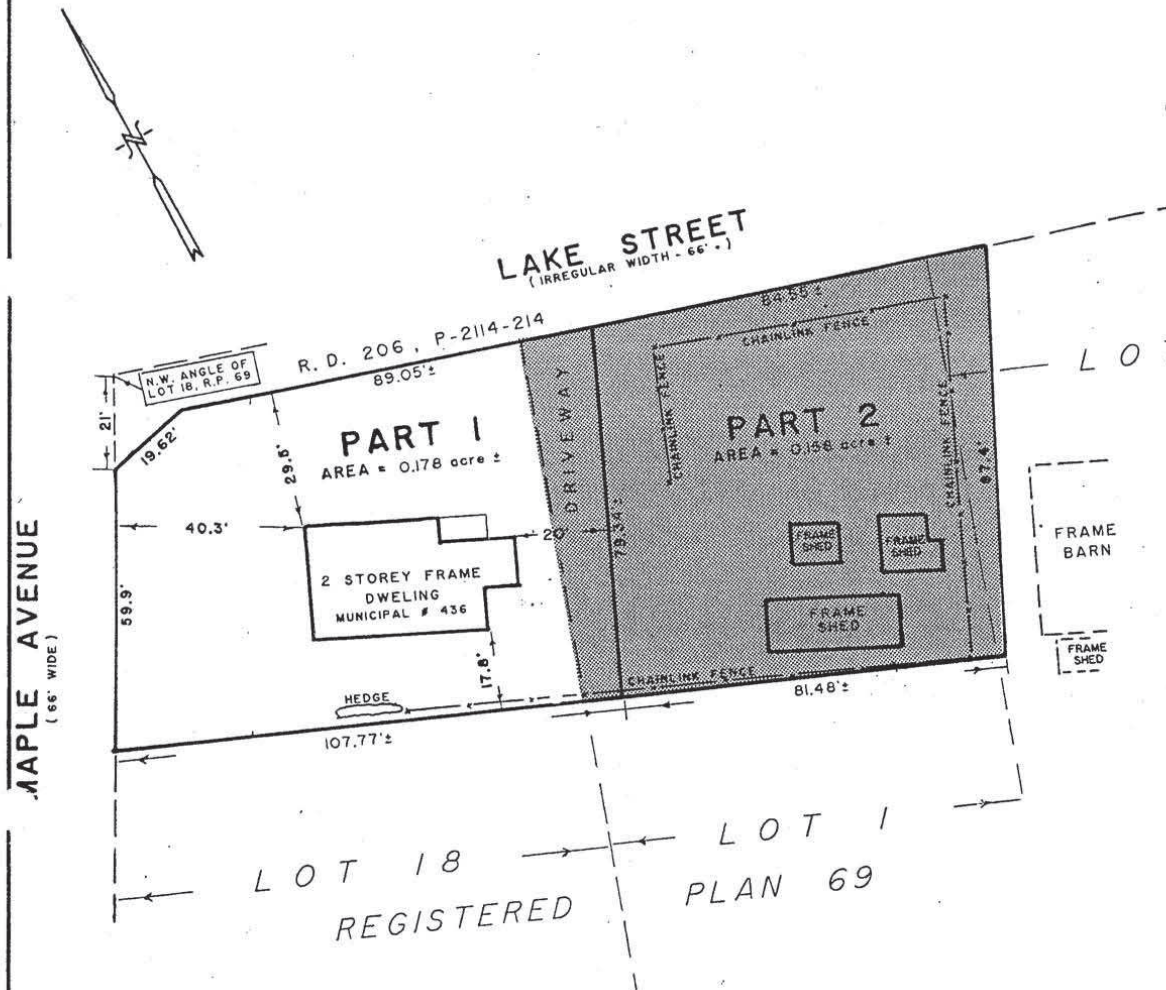 LAKE STREET
( IRREGULAR WIDTH - 66' ± )
R. D. 206 , P-2114-214
89.05'±
84.55'±
N.W. ANGLE OF
LOT 18, R.P. 69
21'
19.62'
29.5'
PART 1
AREA = 0.178 acre ±
DRIVEWAY
CHAINLINK FENCE
CHAINLINK FENCE
CHAINLINK FENCE
PART 2
AREA = 0.158 acre ±
LO
87.4'
40.3'
20'
79.34'±
MAPLE AVENUE
( 66' WIDE )
59.9'
2 STOREY FRAME
DWELING
MUNICIPAL # 436
FRAME
SHED
FRAME
SHED
FRAME
SHED
FRAME
BARN
FRAME
SHED
17.8'
HEDGE
CHAINLINK FENCE
81.48'±
107.77'±
LOT 18
LOT 1
REGISTERED PLAN 69